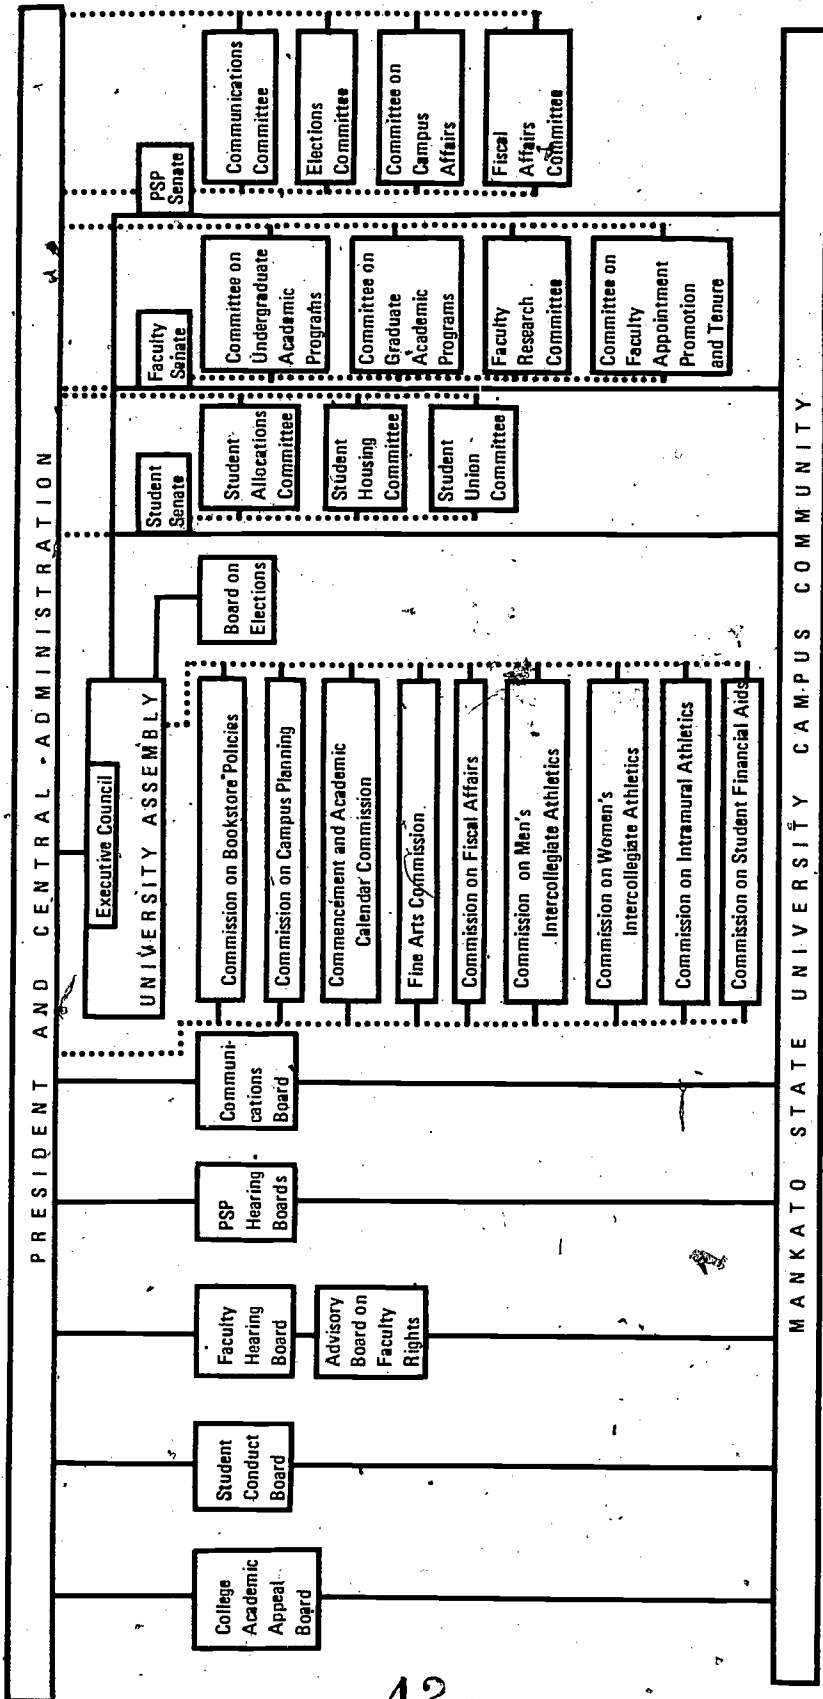 PRESIDENT AND CENTRAL ADMINISTRATION
Executive Council
UNIVERSITY ASSEMBLY
College
Academic
Appeal
Board
Student
Conduct
Board
Faculty
Hearing
Board
Advisory
Board on
Faculty
Rights
PSP
Hearing
Boards
Communi-
cations
Board
Commission on Bookstore Policies
Commission on Campus Planning
Commencement and Academic
Calendar Commission
Fine Arts Commission
Commission on Fiscal Affairs
Commission on Men's
Intercollegiate Athletics
Commission on Women's
Intercollegiate Athletics
Commission on Intramural Athletics
Commission on Student Financial Aids
Board on
Elections
Student
Senate
Student
Allocations
Committee
Student
Housing
Committee
Student
Union
Committee
Faculty
Senate
Committee on
Undergraduate
Academic
Programs
Committee on
Graduate
Academic
Programs
Faculty
Research
Committee
Committee on
Faculty
Appointment
Promotion
and Tenure
PSP
Senate
Communications
Committee
Elections
Committee
Committee on
Campus
Affairs
Fiscal
Affairs
Committee
MANKATO STATE UNIVERSITY CAMPUS COMMUNITY
42